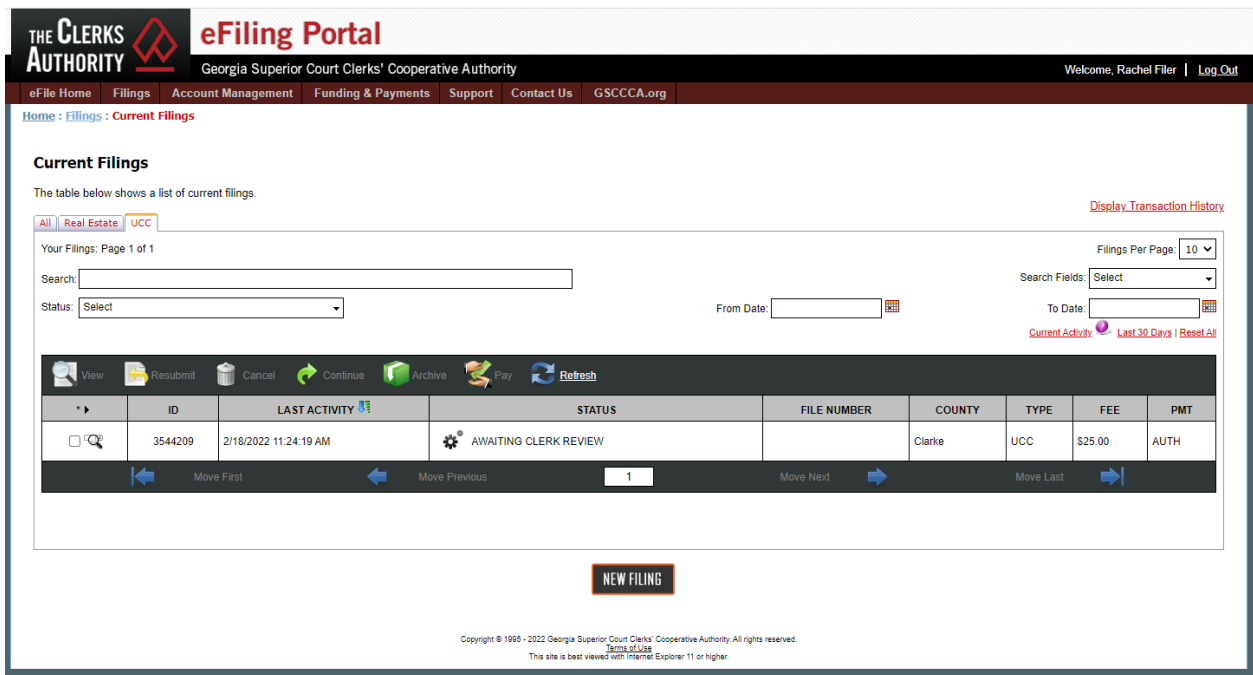 THE CLERKS AUTHORITY
eFiling Portal
Georgia Superior Court Clerks' Cooperative Authority
Welcome, Rachel Filer | Log Out
eFile Home Filings Account Management Funding & Payments Support Contact Us GSCCCA.org
Home : Filings : Current Filings
Current Filings
The table below shows a list of current filings.
Display Transaction History
All Real Estate UCC
Your Filings: Page 1 of 1
Filings Per Page: 10
Search:
Search Fields: Select
Status: Select
From Date:
To Date:
Current Activity ? Last 30 Days | Reset All
View Resubmit Cancel Continue Archive Pay Refresh
* ID LAST ACTIVITY STATUS FILE NUMBER COUNTY TYPE FEE PMT
3544209 2/18/2022 11:24:19 AM AWAITING CLERK REVIEW Clarke UCC $25.00 AUTH
Move First Move Previous 1 Move Next Move Last
NEW FILING
Copyright © 1995 - 2022 Georgia Superior Court Clerks' Cooperative Authority. All rights reserved.
Terms of Use
This site is best viewed with Internet Explorer 11 or higher.